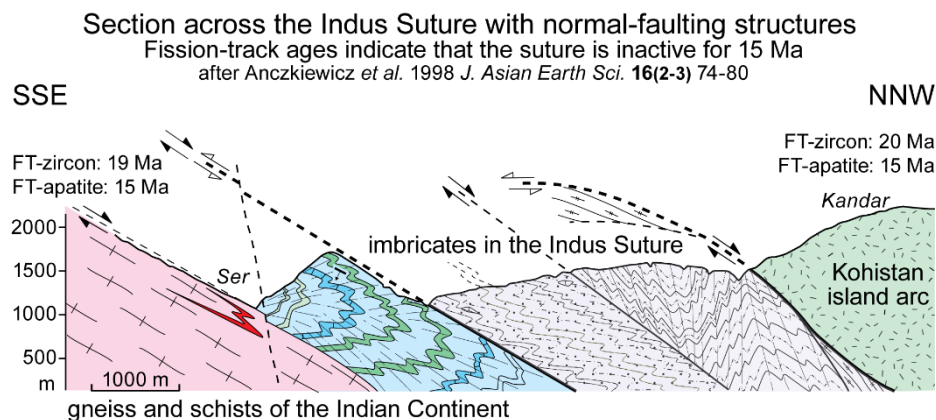 Section across the Indus Suture with normal-faulting structures
Fission-track ages indicate that the suture is inactive for 15 Ma
after Anczkiewicz et al. 1998 J. Asian Earth Sci. 16(2-3) 74-80
SSE
NNW
FT-zircon: 19 Ma
FT-apatite: 15 Ma
FT-zircon: 20 Ma
FT-apatite: 15 Ma
Kandar
2000
imbricates in the Indus Suture
1500
Ser
Kohistan
island arc
1000
500
m
1000 m
gneiss and schists of the Indian Continent